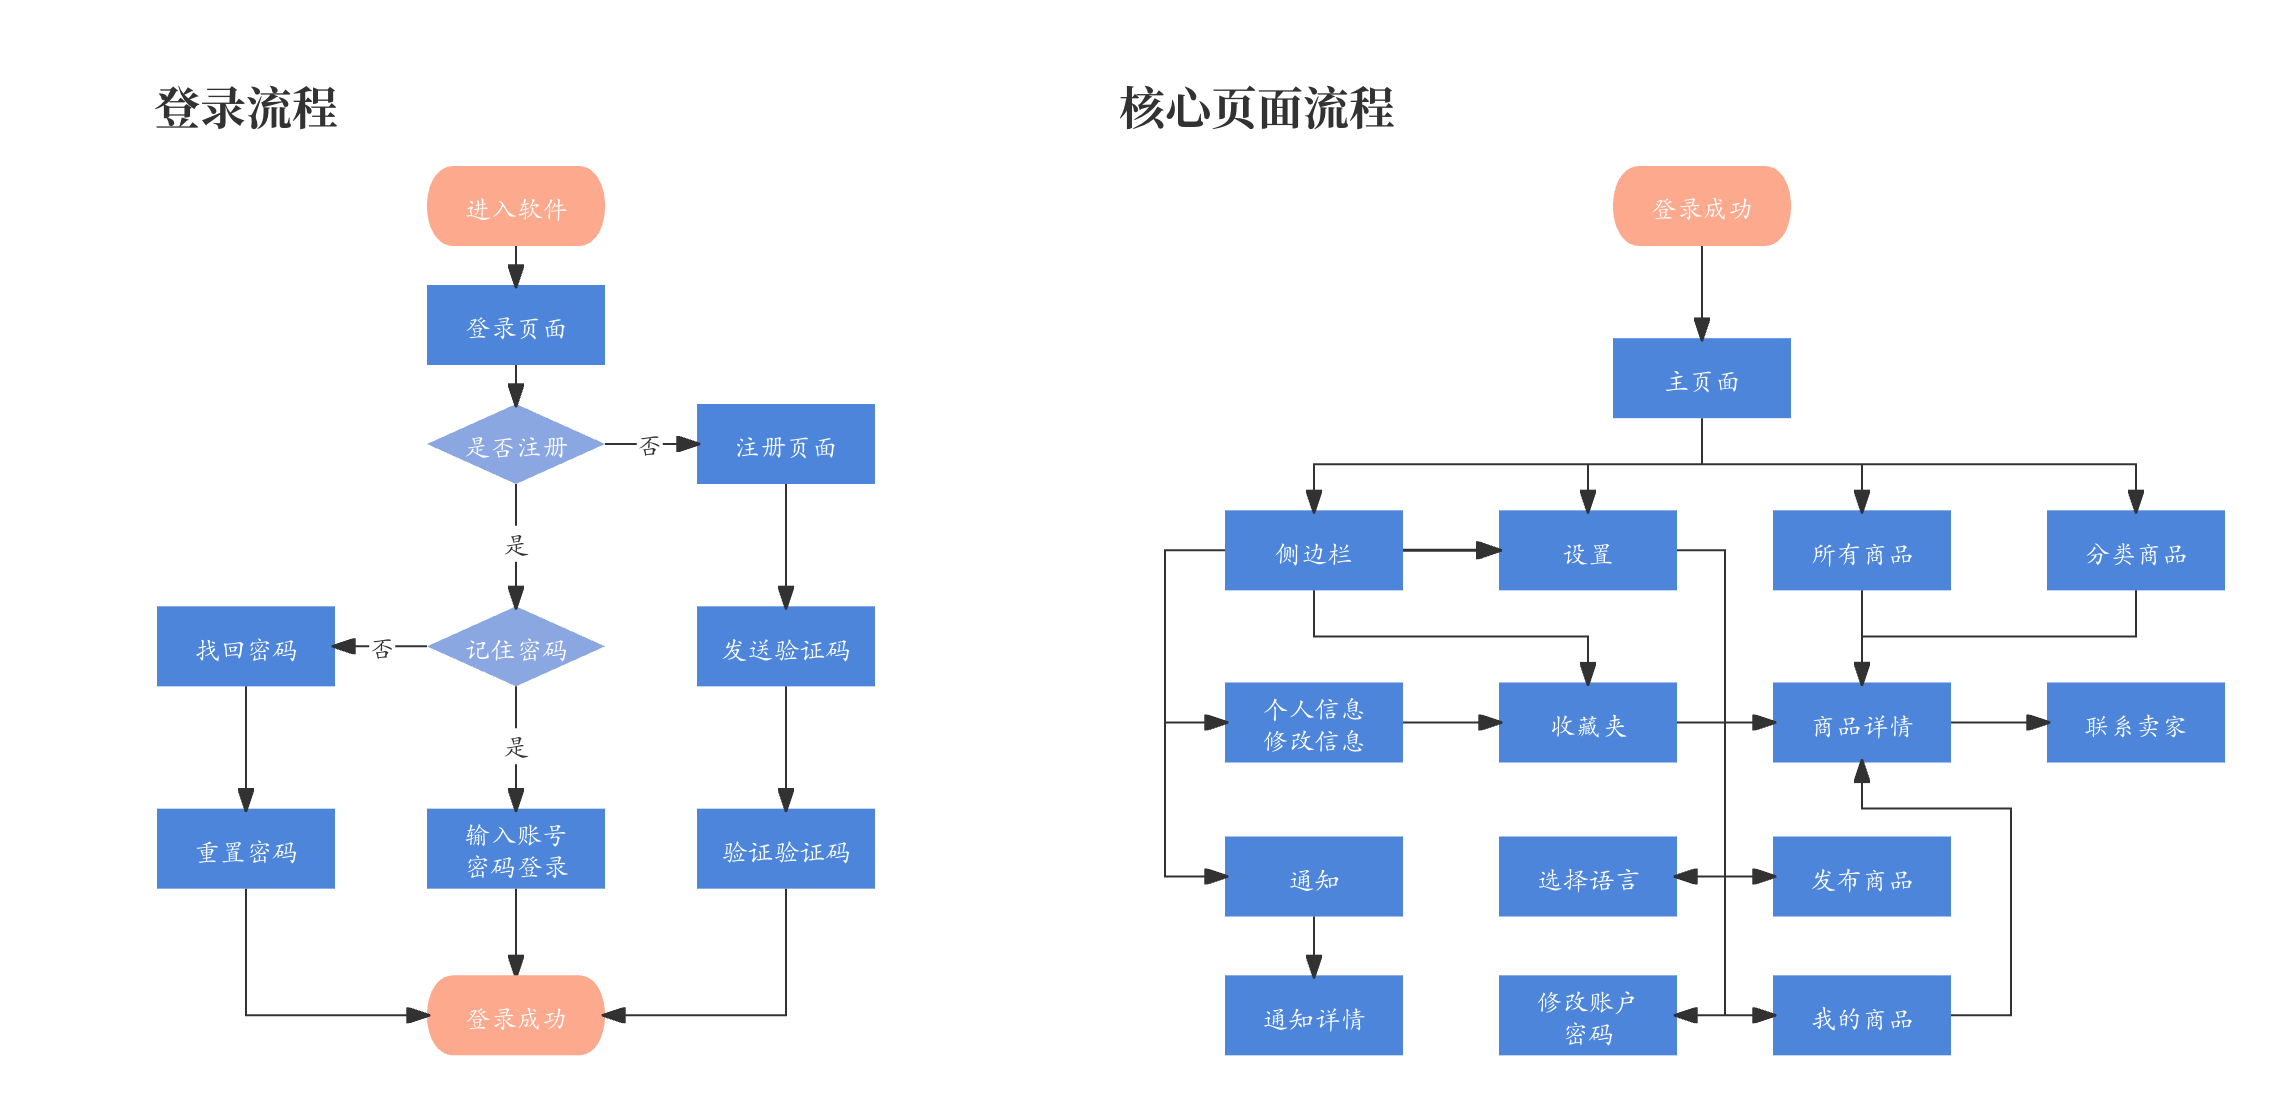 登录流程
进入软件
登录页面
是否注册
否
注册页面
是
找回密码
否
记住密码
发送验证码
是
重置密码
输入账号
密码登录
验证验证码
登录成功
核心页面流程
登录成功
主页面
侧边栏
设置
所有商品
分类商品
个人信息
修改信息
收藏夹
商品详情
联系卖家
通知
选择语言
发布商品
通知详情
修改账户
密码
我的商品